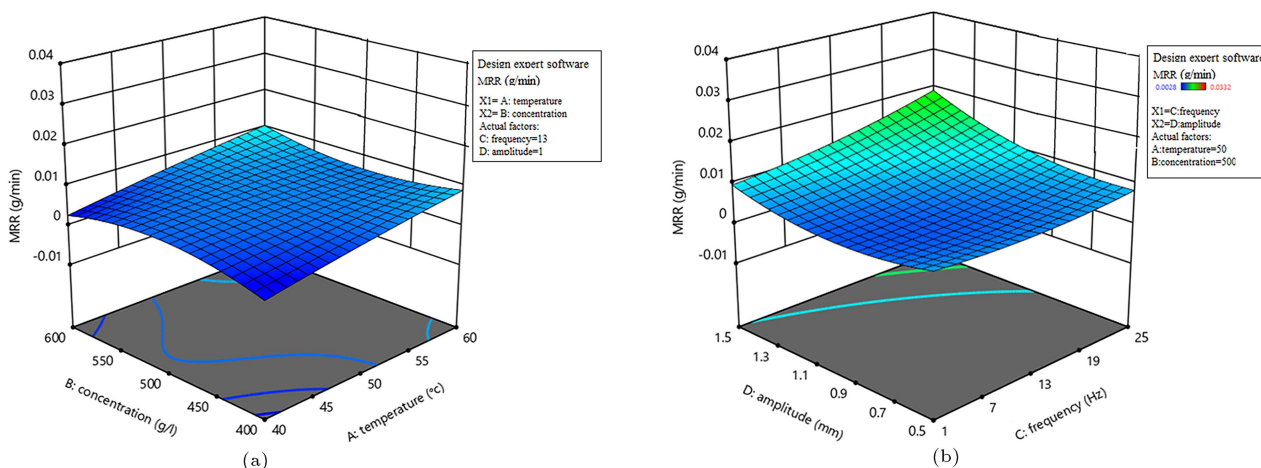 0.04
0.03
0.02
0.01
0
-0.01
MRR (g/min)
600
550
500
450
400
B: concentration (g/l)
40
45
50
55
60
A: temperature (°c)
Design expert software
MRR (g/min)
X1= A: temperature
X2= B: concentration
Actual factors:
C: frequency=13
D: amplitude=1
(a)
0.04
0.03
0.02
0.01
0
-0.01
MRR (g/min)
1.5
1.3
1.1
0.9
0.7
0.5
D: amplitude (mm)
1
7
13
19
25
C: frequency (Hz)
Design expert software
MRR (g/min)
0.0028 0.0332
X1=C:frequency
X2=D:amplitude
Actual factors:
A:temperature=50
B:concentration=500
(b)